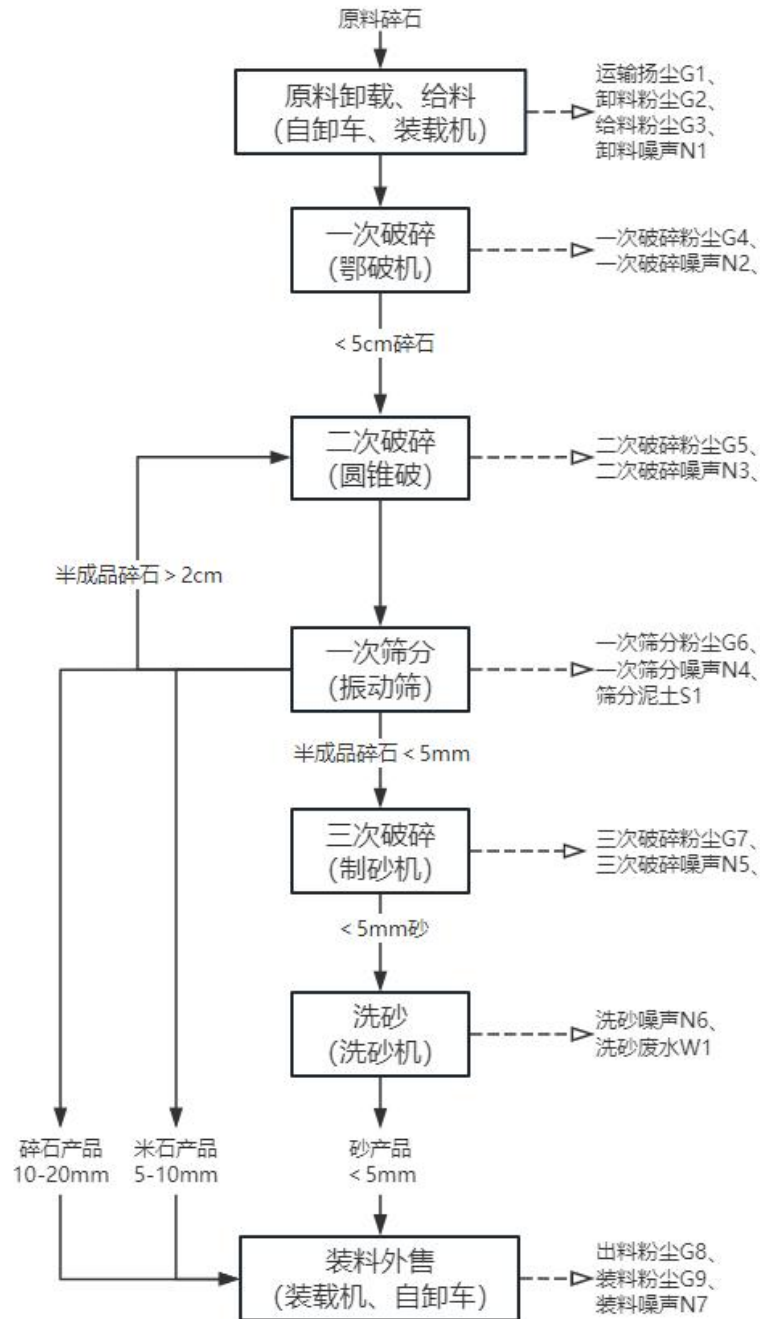 原料碎石
原料卸载、给料
（自卸车、装载机）
运输扬尘G1、
卸料粉尘G2、
给料粉尘G3、
卸料噪声N1
一次破碎
（鄂破机）
一次破碎粉尘G4、
一次破碎噪声N2、
＜5cm碎石
二次破碎
（圆锥破）
二次破碎粉尘G5、
二次破碎噪声N3、
半成品碎石＞2cm
一次筛分
（振动筛）
一次筛分粉尘G6、
一次筛分噪声N4、
筛分泥土S1
半成品碎石＜5mm
三次破碎
（制砂机）
三次破碎粉尘G7、
三次破碎噪声N5、
＜5mm砂
洗砂
（洗砂机）
洗砂噪声N6、
洗砂废水W1
碎石产品
10-20mm
米石产品
5-10mm
砂产品
＜5mm
装料外售
（装载机、自卸车）
出料粉尘G8、
装料粉尘G9、
装料噪声N7